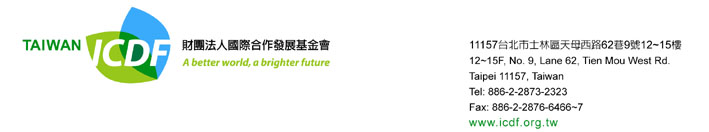 TAIWAN ICDF
財團法人國際合作發展基金會
A better world, a brighter future
11157台北市士林區天母西路62巷9號12~15樓
12~15F, No. 9, Lane 62, Tien Mou West Rd.
Taipei 11157, Taiwan
Tel: 886-2-2873-2323
Fax: 886-2-2876-6466~7
www.icdf.org.tw